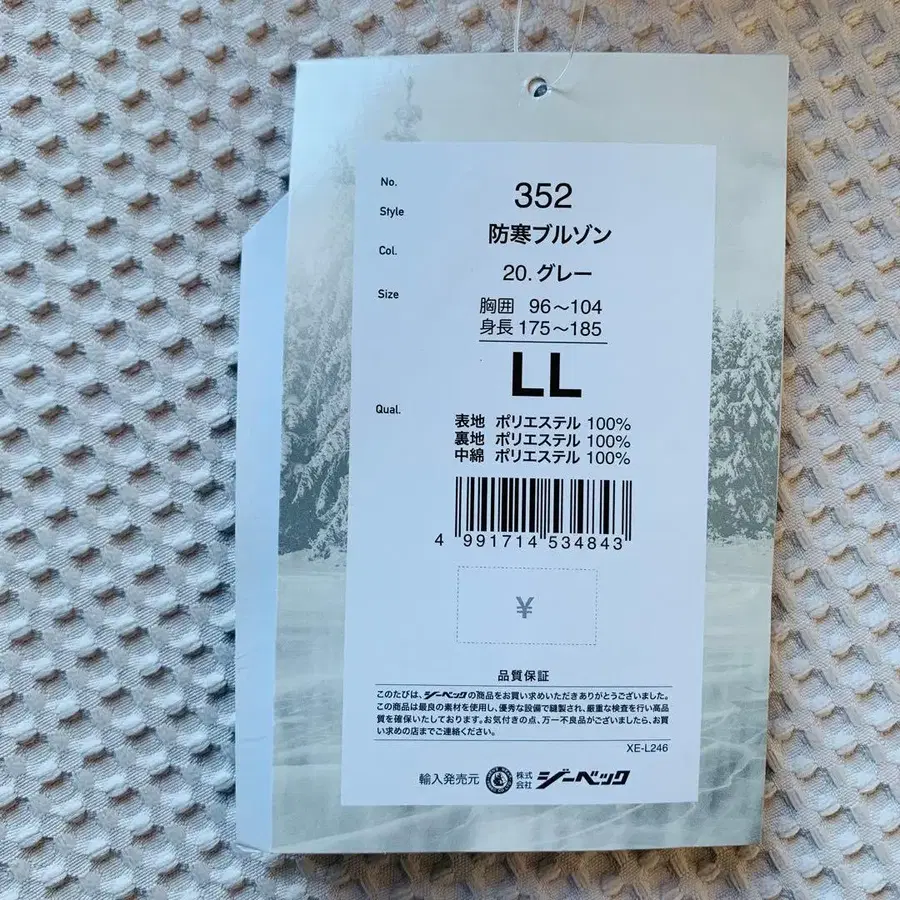 No. 352
Style 防寒ブルゾン
Col. 20.グレー
Size 胸囲 96～104
身長 175～185
LL
Qual. 表地 ポリエステル 100%
裏地 ポリエステル 100%
中綿 ポリエステル 100%
4 991714 534843
¥
品質保証
このたびは、ジーベックの商品をお買い求めいただきありがとうございました。
この商品は最良の素材を使用し、優秀な設備で縫製され、厳重な検査を行い高品
質を確保いたしております。お気付きの点、万一不良品がございましたら、お買
い求めの店までご連絡ください。
XE-L246
輸入発売元 株式会社 ジーベック